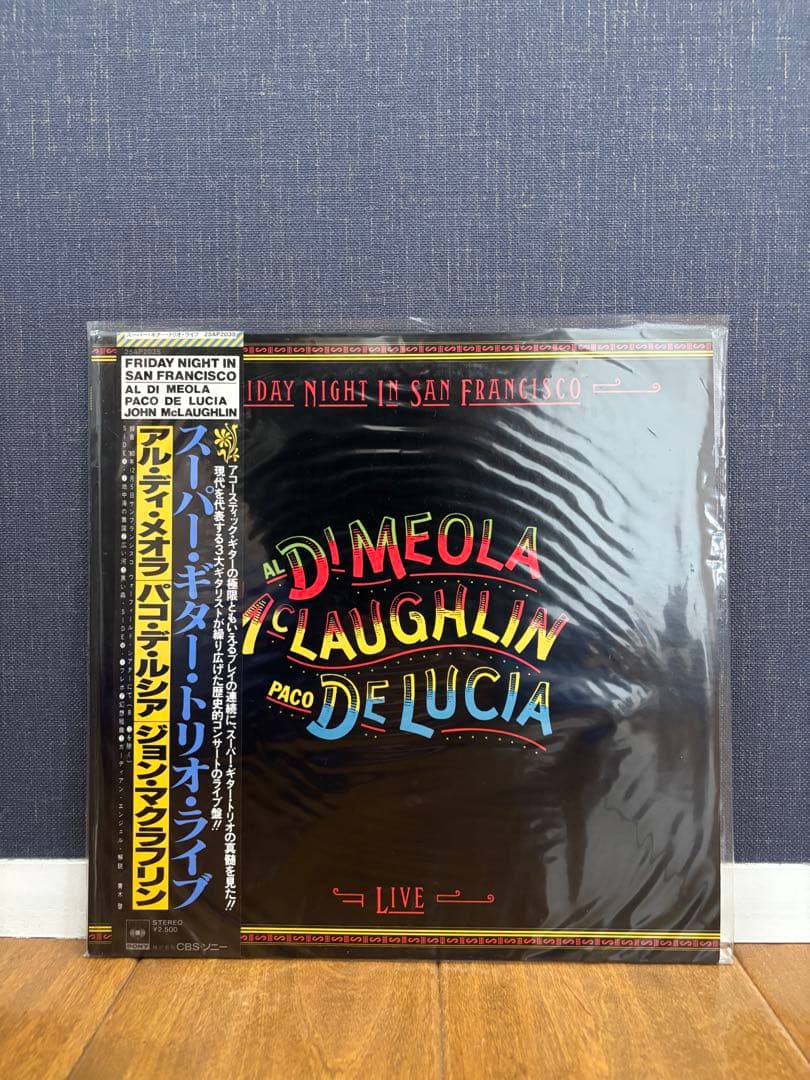 スーパー・ギター・トリオ・ライブ 25AP2035
25AP2035
FRIDAY NIGHT IN
SAN FRANCISCO
AL DI MEOLA
PACO DE LUCIA
JOHN McLAUGHLIN
アコースティック・ギターの極限ともいえるプレイの連続に、スーパー・ギタートリオの真髄を見た!!
現代を代表する3大ギタリストが繰り広げた歴史的コンサートのライブ盤!!
スーパー・ギター・トリオ・ライブ
アル・ディ・メオラ パコ・デ・ルシア ジョン・マクラフリン
STEREO
¥2,500
SONY
CBS・ソニー
IDAY NIGHT IN SAN FRANCISCO
AL DI MEOLA
McLAUGHLIN
PACO DE LUCIA
LIVE